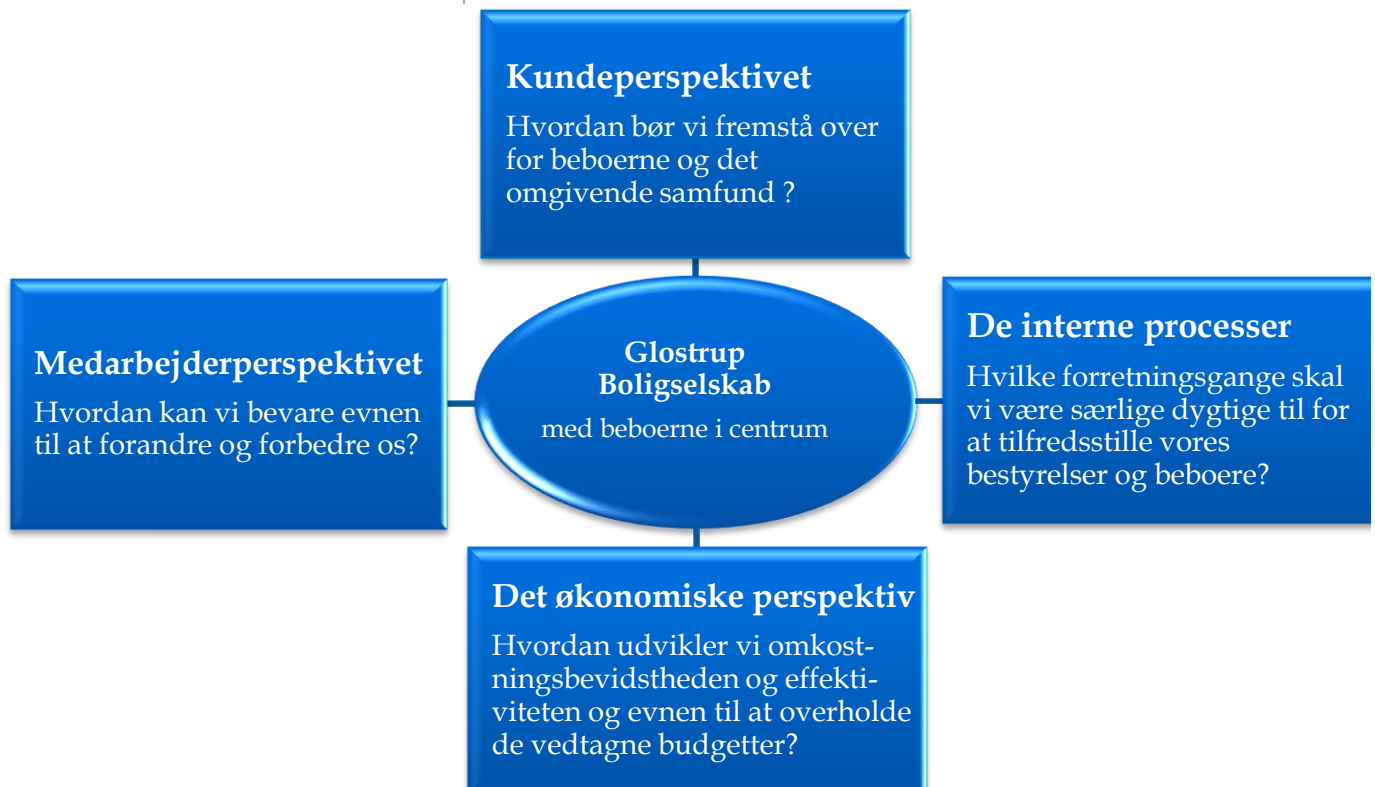 Kundeperspektivet
Hvordan bør vi fremstå over
for beboerne og det
omgivende samfund ?
Medarbejderperspektivet
Hvordan kan vi bevare evnen
til at forandre og forbedre os?
Glostrup
Boligselskab
med beboerne i centrum
De interne processer
Hvilke forretningsgange skal
vi være særlige dygtige til for
at tilfredsstille vores
bestyrelser og beboere?
Det økonomiske perspektiv
Hvordan udvikler vi omkost-
ningsbevidstheden og effekti-
viteten og evnen til at overholde
de vedtagne budgetter?